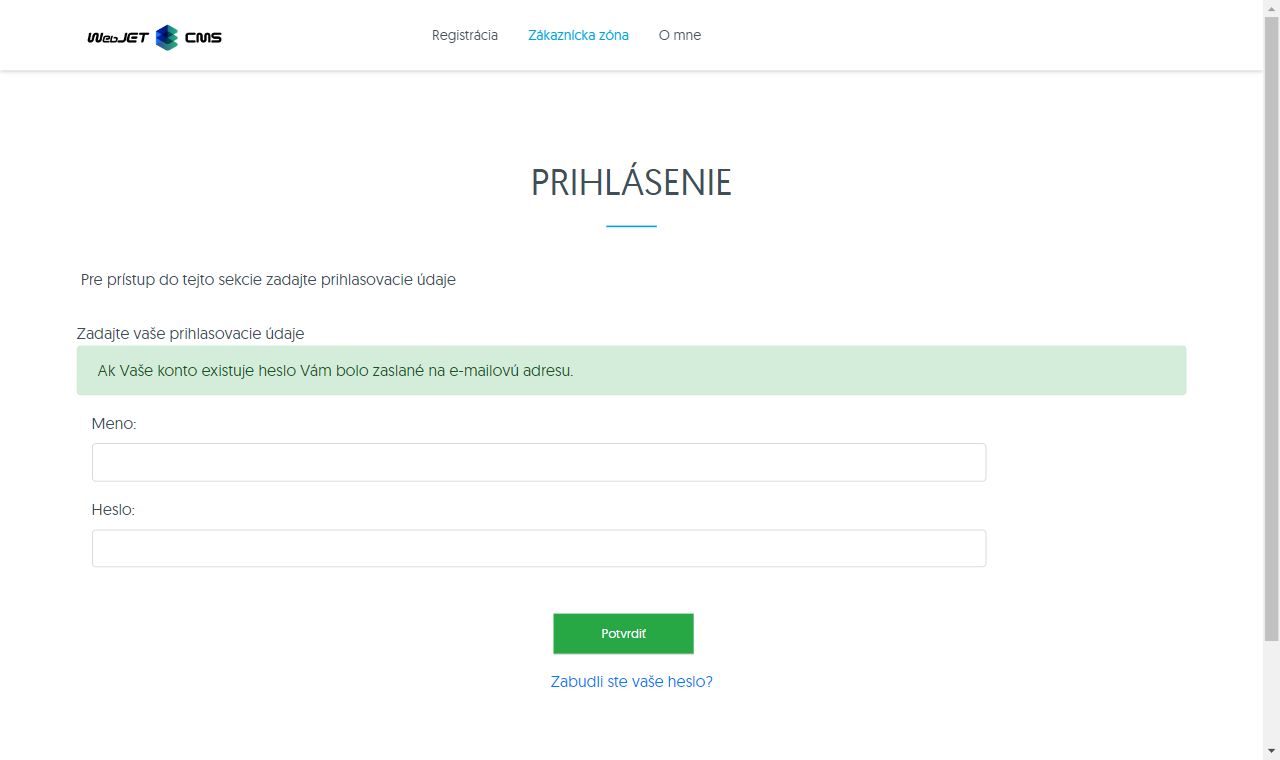 WebJET CMS
Registrácia Zákaznícka zóna O mne
PRIHLÁSENIE
Pre prístup do tejto sekcie zadajte prihlasovacie údaje
Zadajte vaše prihlasovacie údaje
Ak Vaše konto existuje heslo Vám bolo zaslané na e-mailovú adresu.
Meno:
Heslo:
Potvrdiť
Zabudli ste vaše heslo?